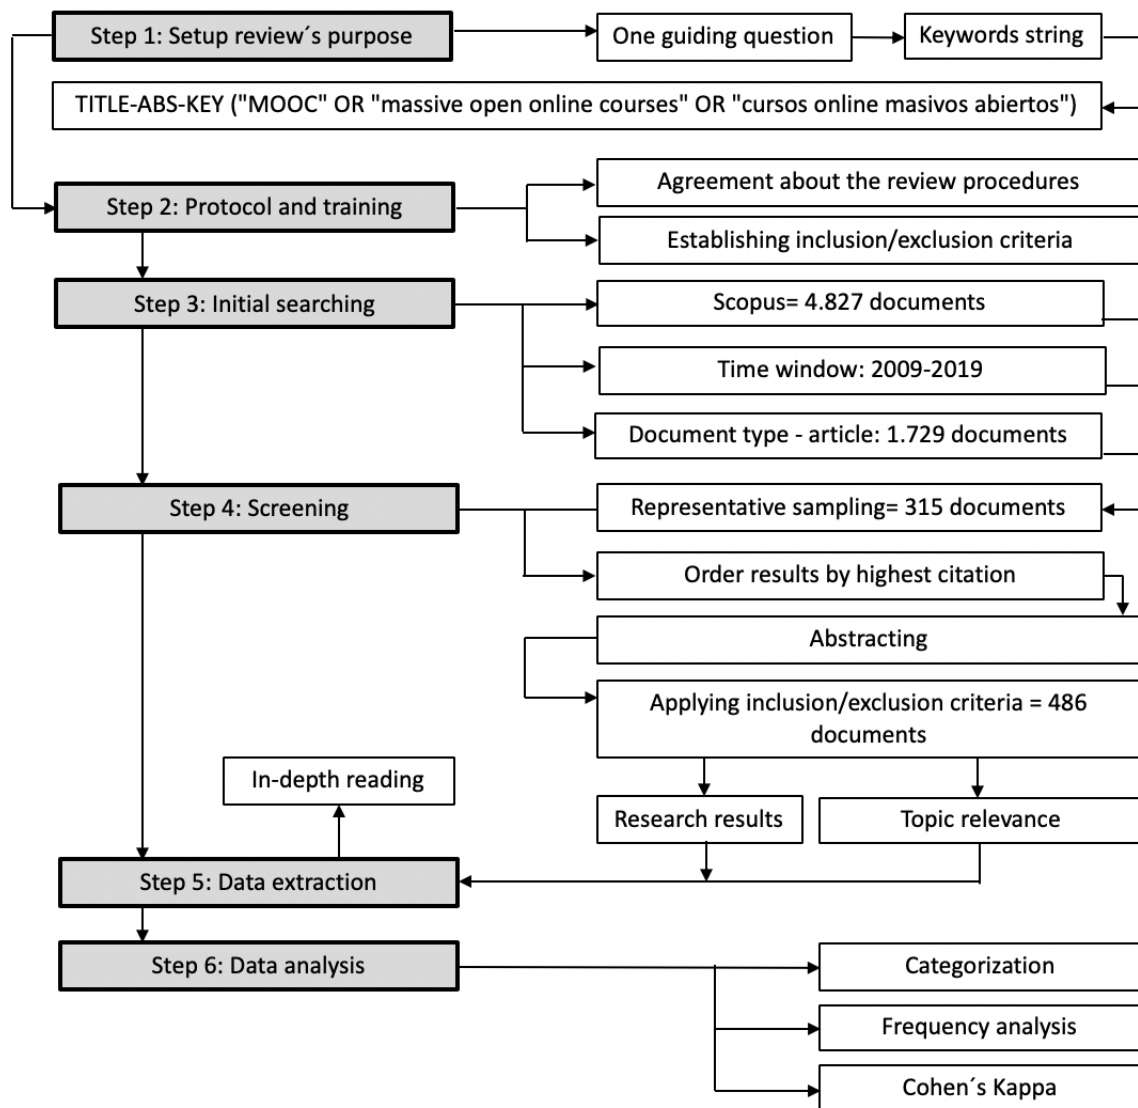 Step 1: Setup review´s purpose
One guiding question
Keywords string
TITLE-ABS-KEY ("MOOC" OR "massive open online courses" OR "cursos online masivos abiertos")
Step 2: Protocol and training
Agreement about the review procedures
Establishing inclusion/exclusion criteria
Step 3: Initial searching
Scopus= 4.827 documents
Time window: 2009-2019
Document type - article: 1.729 documents
Step 4: Screening
Representative sampling= 315 documents
Order results by highest citation
Abstracting
Applying inclusion/exclusion criteria = 486
documents
Research results
Topic relevance
In-depth reading
Step 5: Data extraction
Step 6: Data analysis
Categorization
Frequency analysis
Cohen´s Kappa